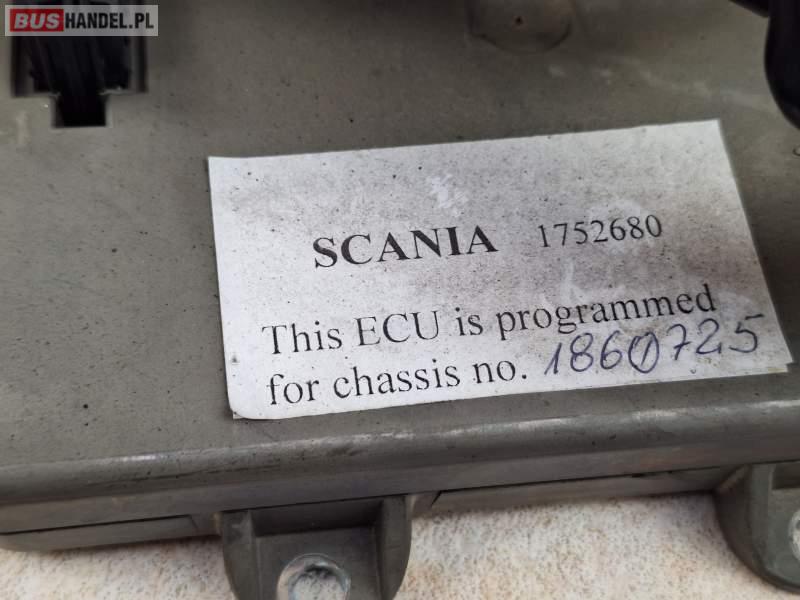 BUSHANDEL.PL
SCANIA 1752680
This ECU is programmed
for chassis no. 1860725